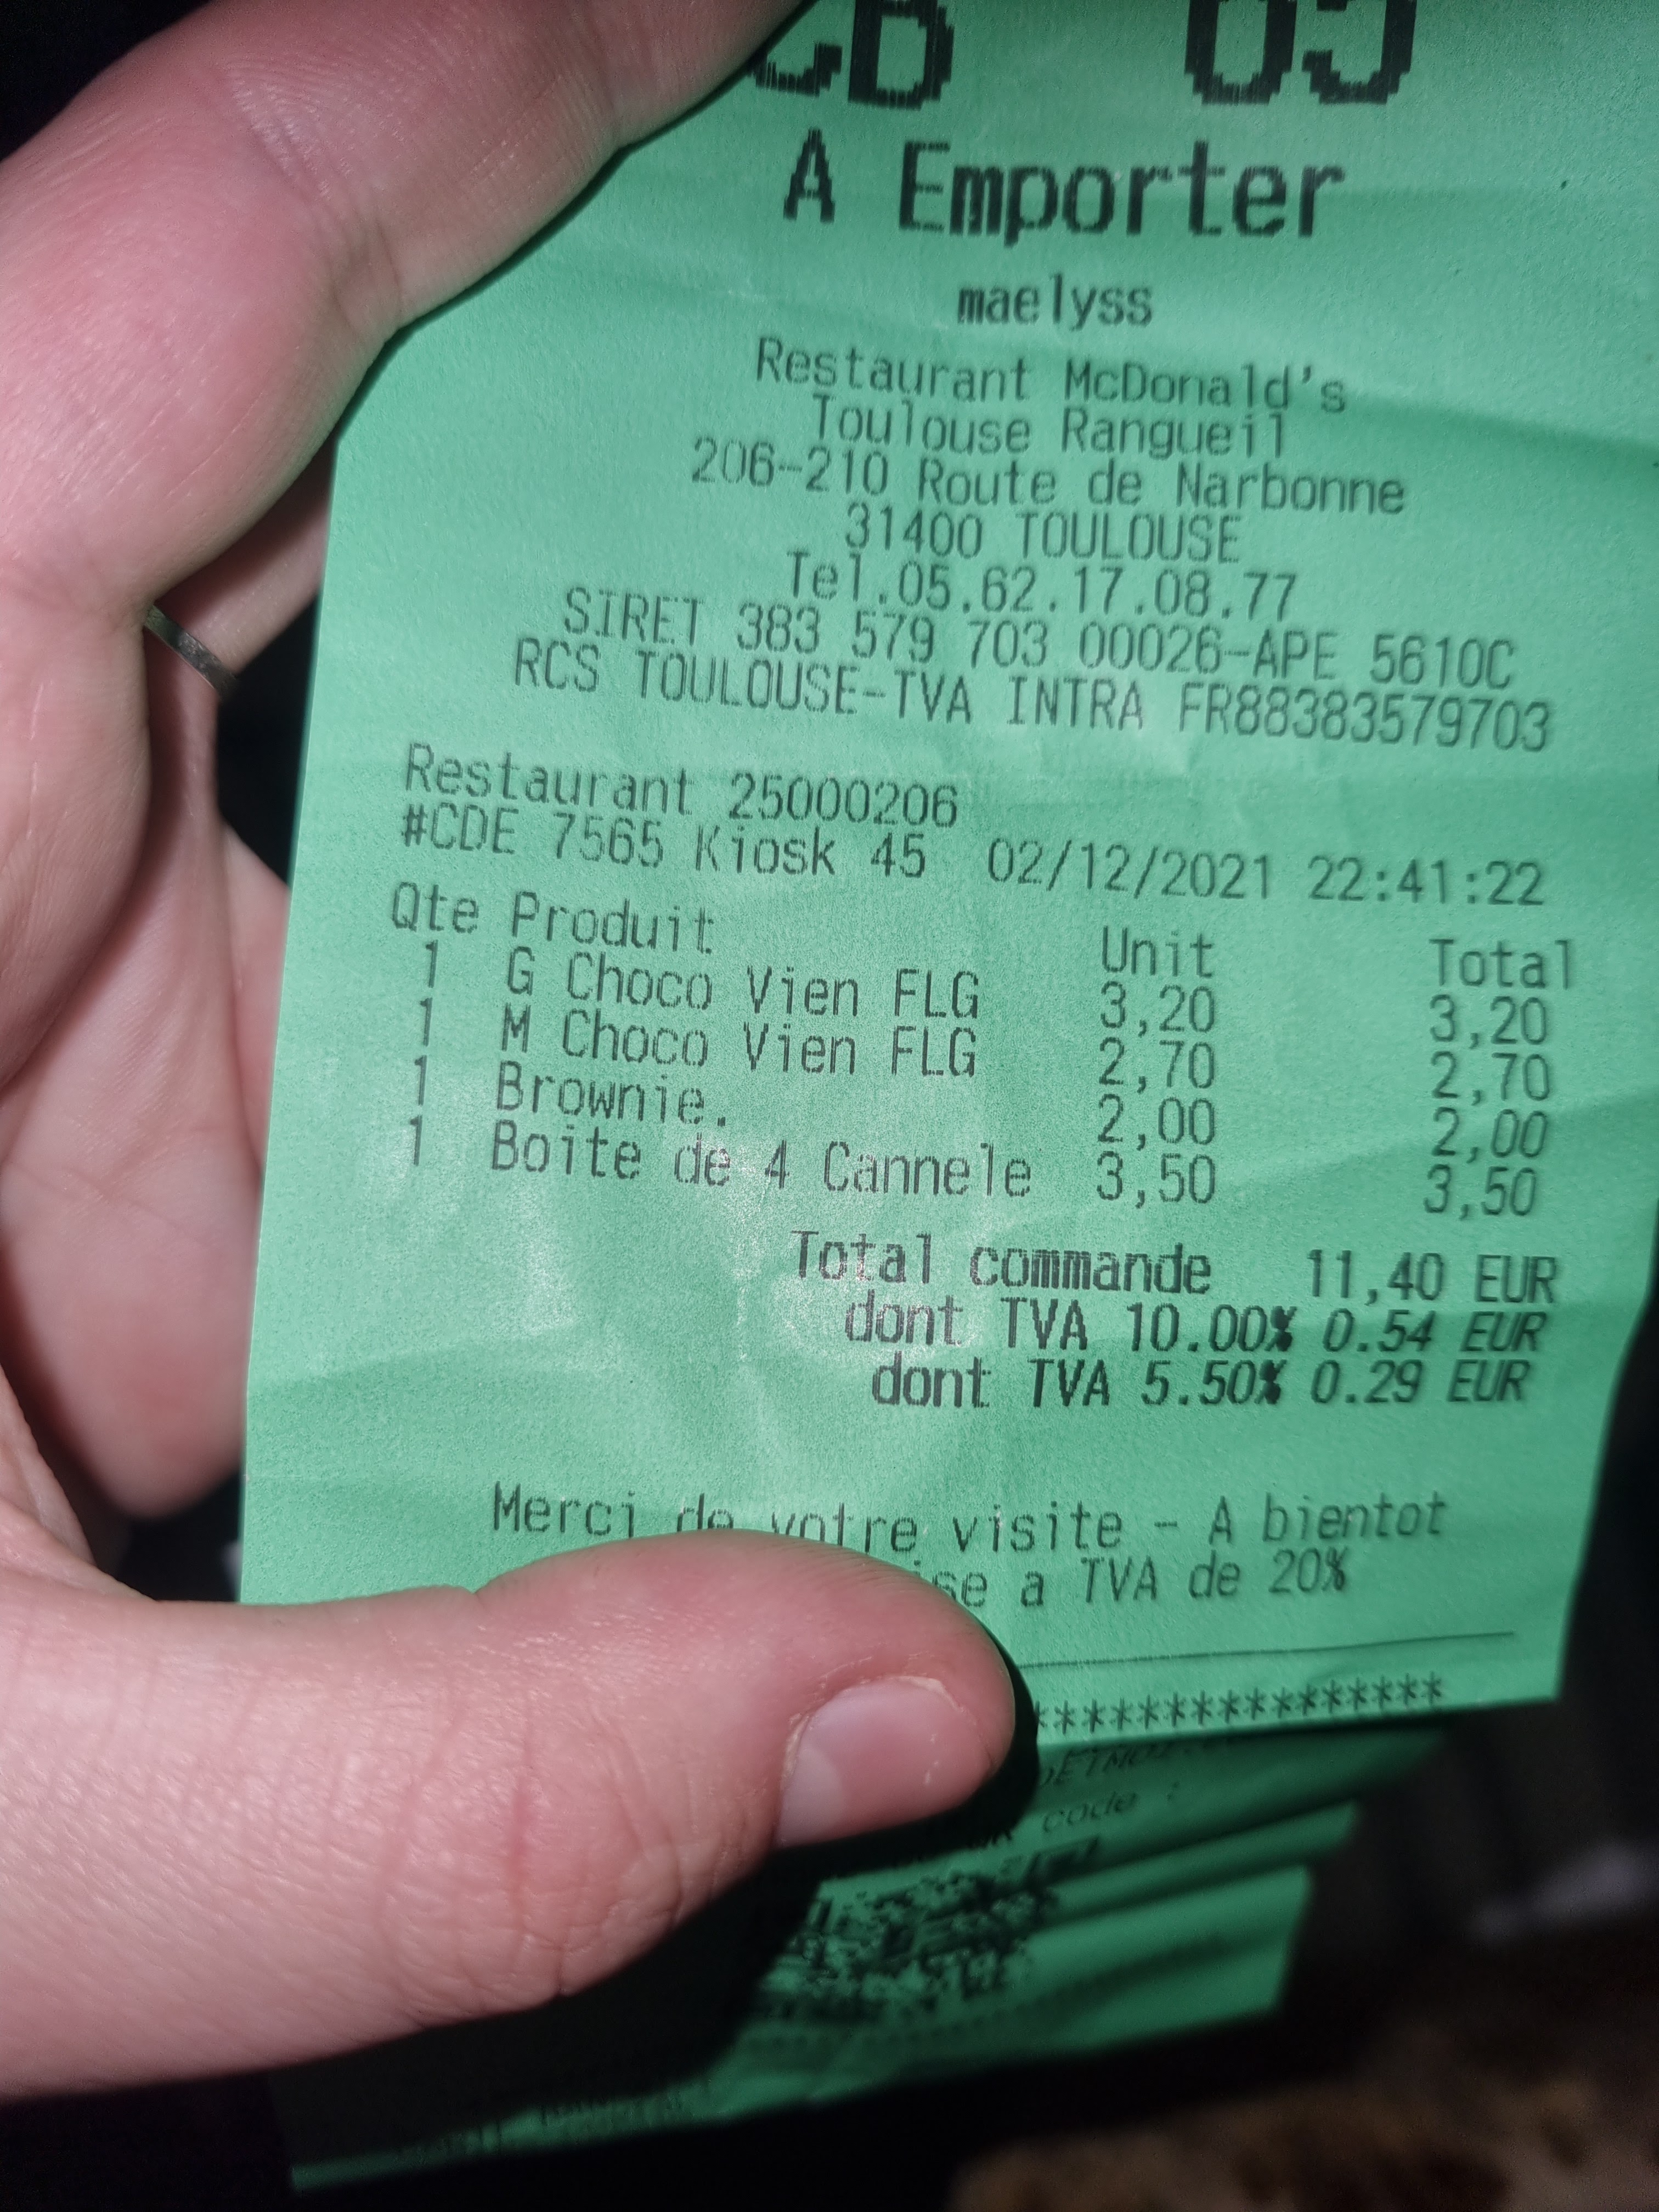 A Emporter
maelyss
Restaurant McDonald's
Toulouse Rangueil
206-210 Route de Narbonne
31400 TOULOUSE
Tel.05.62.17.08.77
SIRET 383 579 703 00026-APE 5610C
RCS TOULOUSE-TVA INTRA FR88383579703
Restaurant 25000206
#CDE 7565 Kiosk 45 02/12/2021 22:41:22
Qte Produit Unit Total
1 G Choco Vien FLG 3,20 3,20
1 M Choco Vien FLG 2,70 2,70
1 Brownie. 2,00 2,00
1 Boite de 4 Cannele 3,50 3,50
Total commande 11,40 EUR
dont TVA 10.00% 0.54 EUR
dont TVA 5.50% 0.29 EUR
Merci de votre visite - A bientot
a TVA de 20%
****************
code :